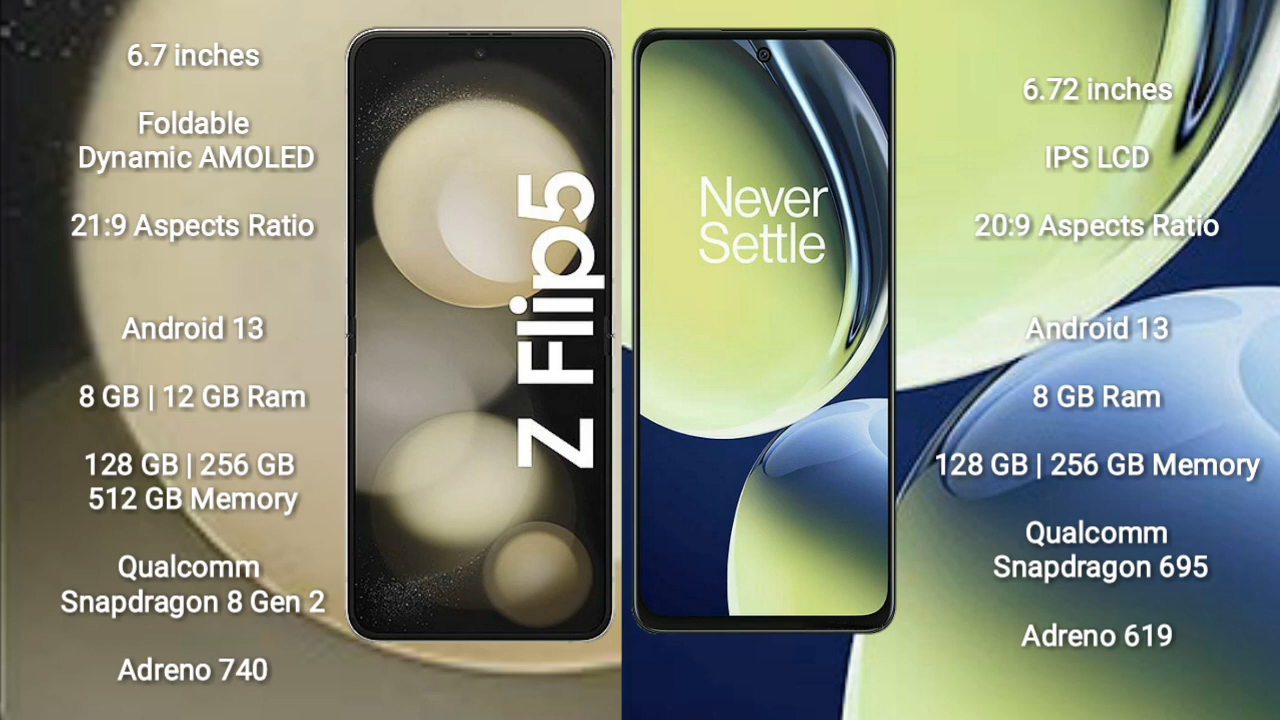 6.7 inches
Foldable
Dynamic AMOLED
21:9 Aspects Ratio
Android 13
8 GB | 12 GB Ram
128 GB | 256 GB
512 GB Memory
Qualcomm
Snapdragon 8 Gen 2
Adreno 740
Z Flip5
Never
Settle
6.72 inches
IPS LCD
20:9 Aspects Ratio
Android 13
8 GB Ram
128 GB | 256 GB Memory
Qualcomm
Snapdragon 695
Adreno 619